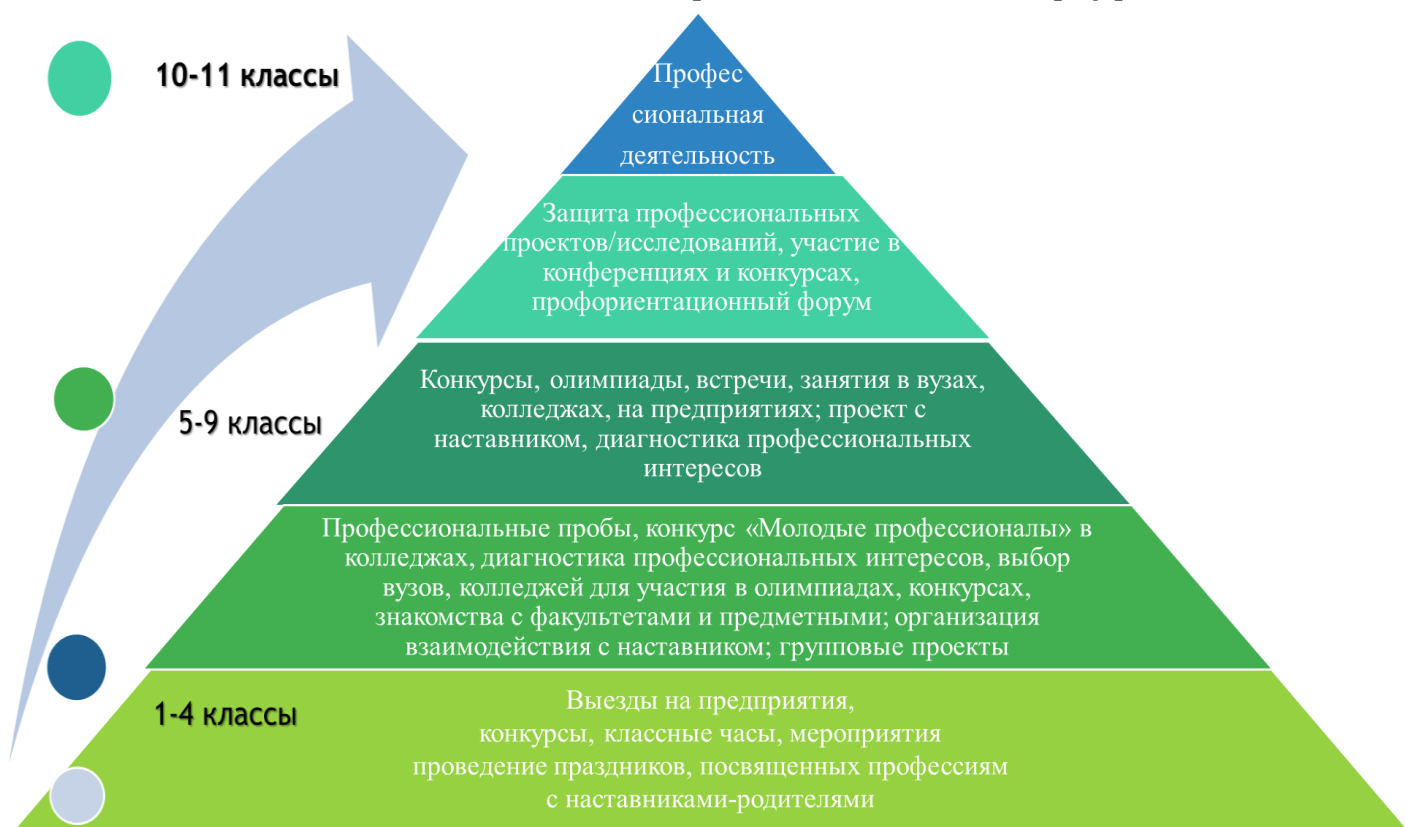 10-11 классы
Профес
сиональная
деятельность
Защита профессиональных
проектов/исследований, участие в
конференциях и конкурсах,
профориентационный форум
5-9 классы
Конкурсы, олимпиады, встречи, занятия в вузах,
колледжах, на предприятиях; проект с
наставником, диагностика профессиональных
интересов
Профессиональные пробы, конкурс «Молодые профессионалы» в
колледжах, диагностика профессиональных интересов, выбор
вузов, колледжей для участия в олимпиадах, конкурсах,
знакомства с факультетами и предметными; организация
взаимодействия с наставником; групповые проекты
1-4 классы
Выезды на предприятия,
конкурсы, классные часы, мероприятия
проведение праздников, посвященных профессиям
с наставниками-родителями